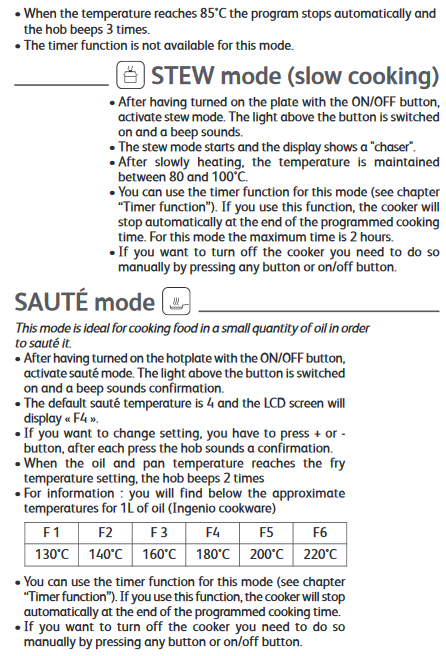 • When the temperature reaches 85°C the program stops automatically and
the hob beeps 3 times.
• The timer function is not available for this mode.
STEW mode (slow cooking)
• After having turned on the plate with the ON/OFF button,
activate stew mode. The light above the button is switched
on and a beep sounds.
• The stew mode starts and the display shows a "chaser".
• After slowly heating, the temperature is maintained
between 80 and 100°C.
• You can use the timer function for this mode (see chapter
“Timer function”). If you use this function, the cooker will
stop automatically at the end of the programmed cooking
time. For this mode the maximum time is 2 hours.
• If you want to turn off the cooker you need to do so
manually by pressing any button or on/off button.
SAUTÉ mode
This mode is ideal for cooking food in a small quantity of oil in order
to sauté it.
• After having turned on the hotplate with the ON/OFF button,
activate sauté mode. The light above the button is switched
on and a beep sounds confirmation.
• The default sauté temperature is 4 and the LCD screen will
display « F4 ».
• If you want to change setting, you have to press + or -
button, after each press the hob sounds a confirmation.
• When the oil and pan temperature reaches the fry
temperature setting, the hob beeps 2 times
• For information : you will find below the approximate
temperatures for 1L of oil (Ingenio cookware)
F 1 F2 F 3 F4 F5 F6
130°C 140°C 160°C 180°C 200°C 220°C
• You can use the timer function for this mode (see chapter
“Timer function”). If you use this function, the cooker will stop
automatically at the end of the programmed cooking time.
• If you want to turn off the cooker you need to do so
manually by pressing any button or on/off button.